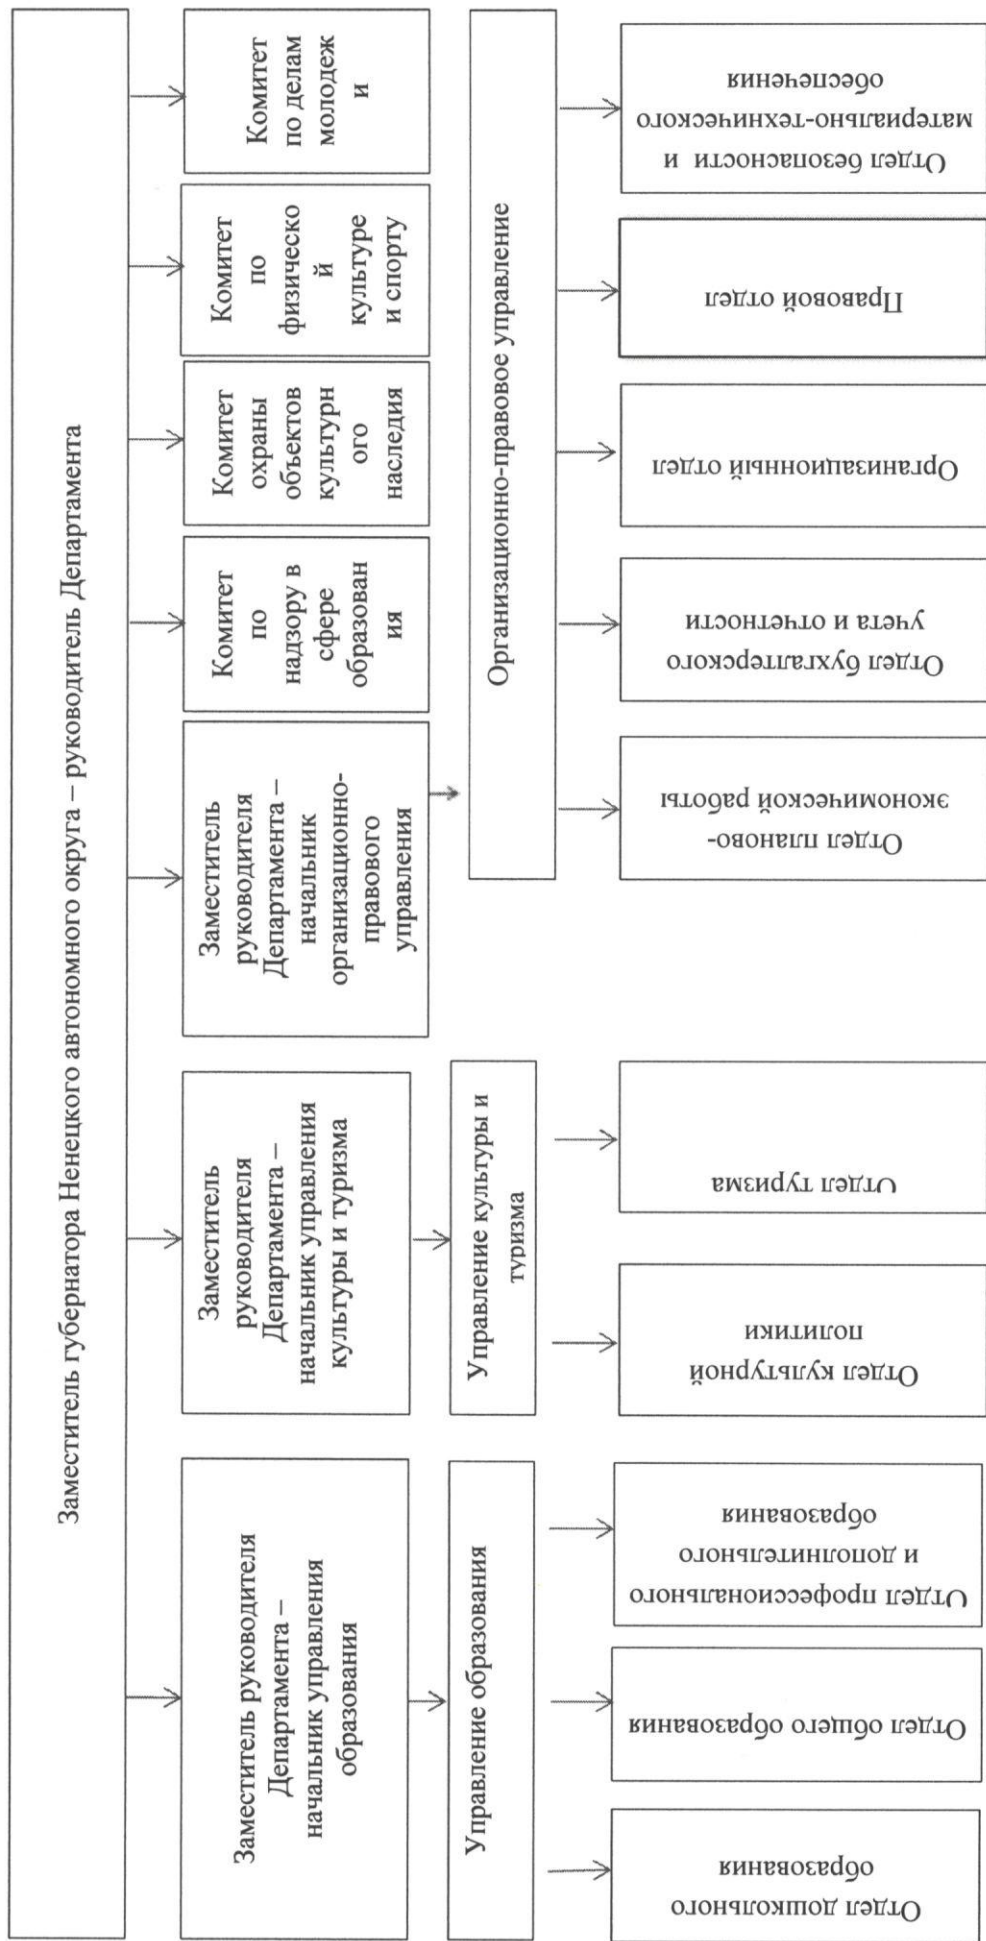 Заместитель губернатора Ненецкого автономного округа – руководитель Департамента
Заместитель руководителя
Департамента –
начальник управления
образования
Заместитель
руководителя
Департамента –
начальник управления
культуры и туризма
Заместитель
руководителя
Департамента –
начальник
организационно-
правового
управления
Комитет
по
надзору в
сфере
образован
ия
Комитет
охраны
объектов
культурн
ого
наследия
Комитет
по
физическо
й
культуре
и спорту
Комитет
по делам
молодеж
и
Управление образования
Управление культуры и
туризма
Организационно-правовое управление
Отдел дошкольного
образования
Отдел общего образования
Отдел профессионального
и дополнительного
образования
Отдел культурной
политики
Отдел туризма
Отдел планово-
экономической работы
Отдел бухгалтерского
учета и отчетности
Организационный отдел
Правовой отдел
Отдел безопасности и
материально-технического
обеспечения